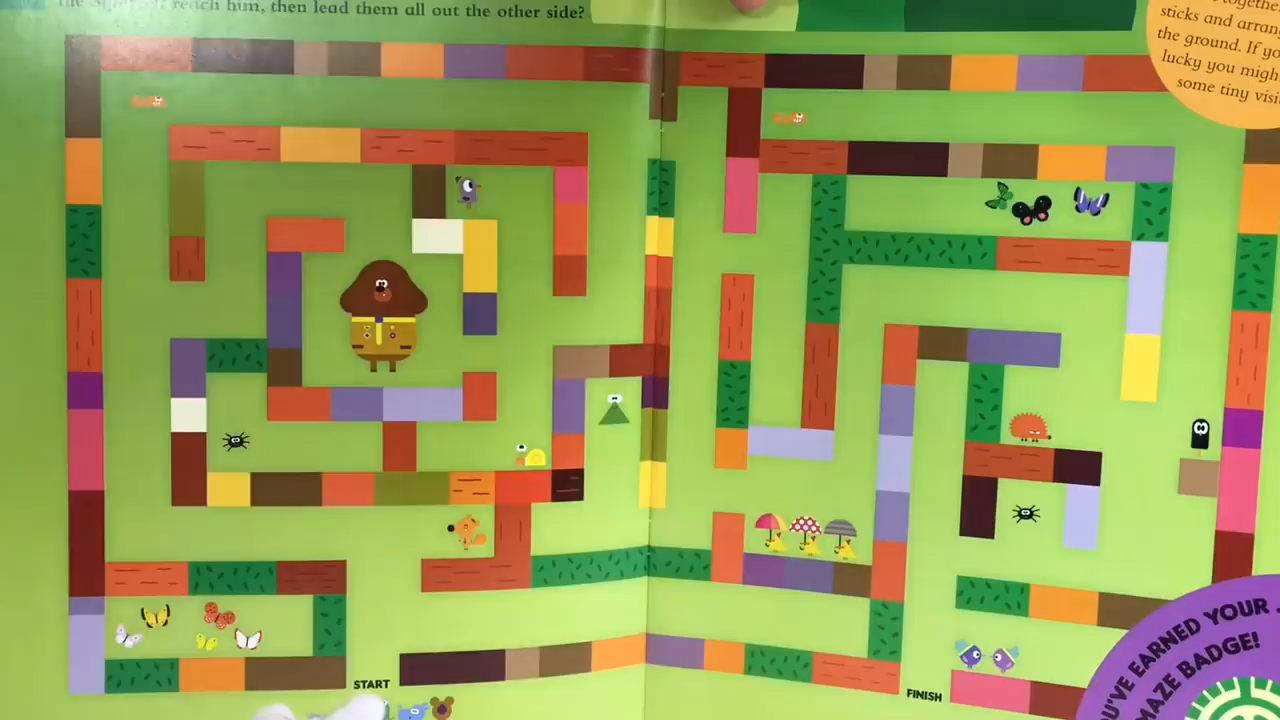 the Squirrels reach him, then lead them all out the other side?
sticks and arran
the ground. If yo
lucky you migh
some tiny visi
START
FINISH
YOU'VE EARNED YOUR
MAZE BADGE!